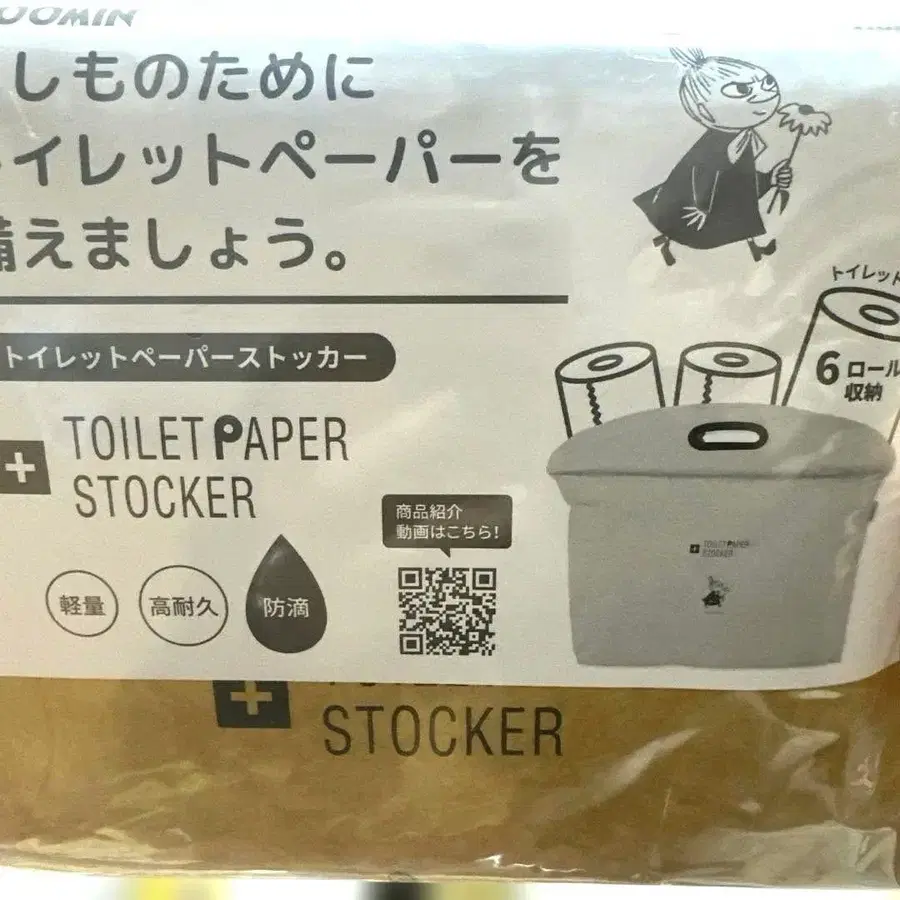 OOMIN
しものために
トイレットペーパーを
備えましょう。
トイレットペーパーストッカー
TOILET PAPER
STOCKER
軽量
高耐久
防滴
商品紹介
動画はこちら!
トイレット
6ロール
収納
TOILET PAPER
STOCKER
STOCKER